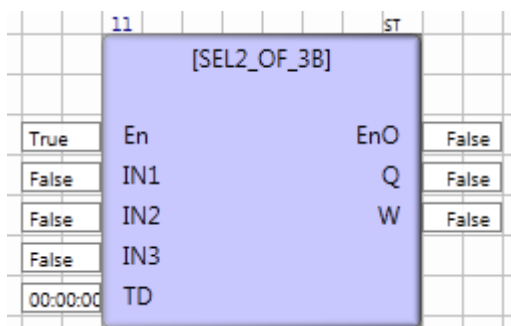 11 ST
[SEL2_OF_3B]
True En EnO False
False IN1 Q False
False IN2 W False
False IN3
00:00:00 TD